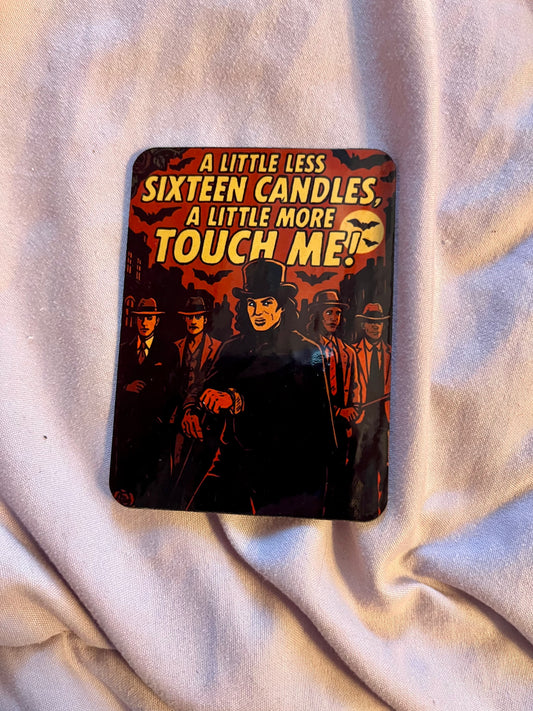 A LITTLE LESS
SIXTEEN CANDLES,
A LITTLE MORE
TOUCH ME!